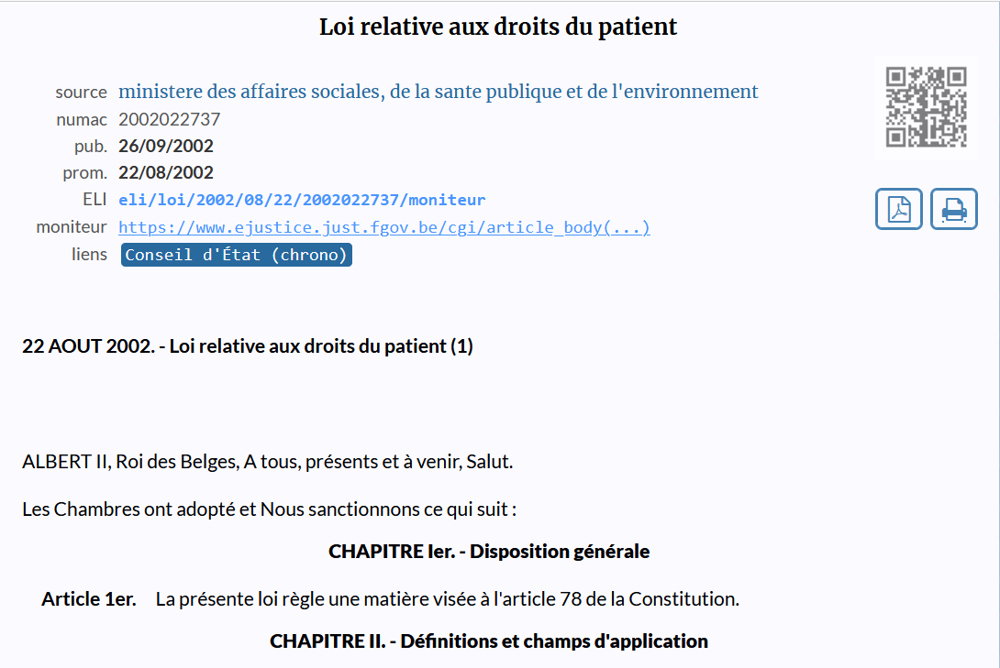 Loi relative aux droits du patient
source ministere des affaires sociales, de la sante publique et de l'environnement
numac 2002022737
pub. 26/09/2002
prom. 22/08/2002
ELI eli/loi/2002/08/22/2002022737/moniteur
moniteur https://www.ejustice.just.fgov.be/cgi/article_body(...)
liens Conseil d'État (chrono)
22 AOUT 2002. - Loi relative aux droits du patient (1)
ALBERT II, Roi des Belges, A tous, présents et à venir, Salut.
Les Chambres ont adopté et Nous sanctionnons ce qui suit :
CHAPITRE Ier. - Disposition générale
Article 1er. La présente loi règle une matière visée à l'article 78 de la Constitution.
CHAPITRE II. - Définitions et champs d'application